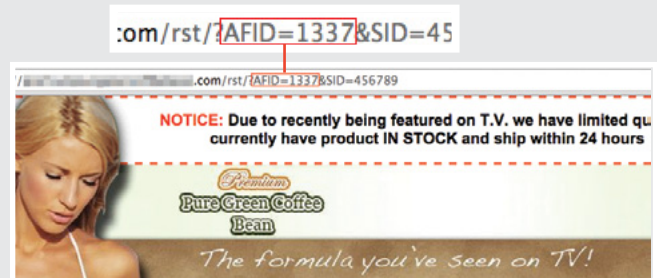 :om/rst/?AFID=1337&SID=45
.com/rst/?AFID=1337&SID=456789
NOTICE: Due to recently being featured on T.V. we have limited qu
currently have product IN STOCK and ship within 24 hours
Premium
Pure Green Coffee
Bean
The formula you've seen on TV!